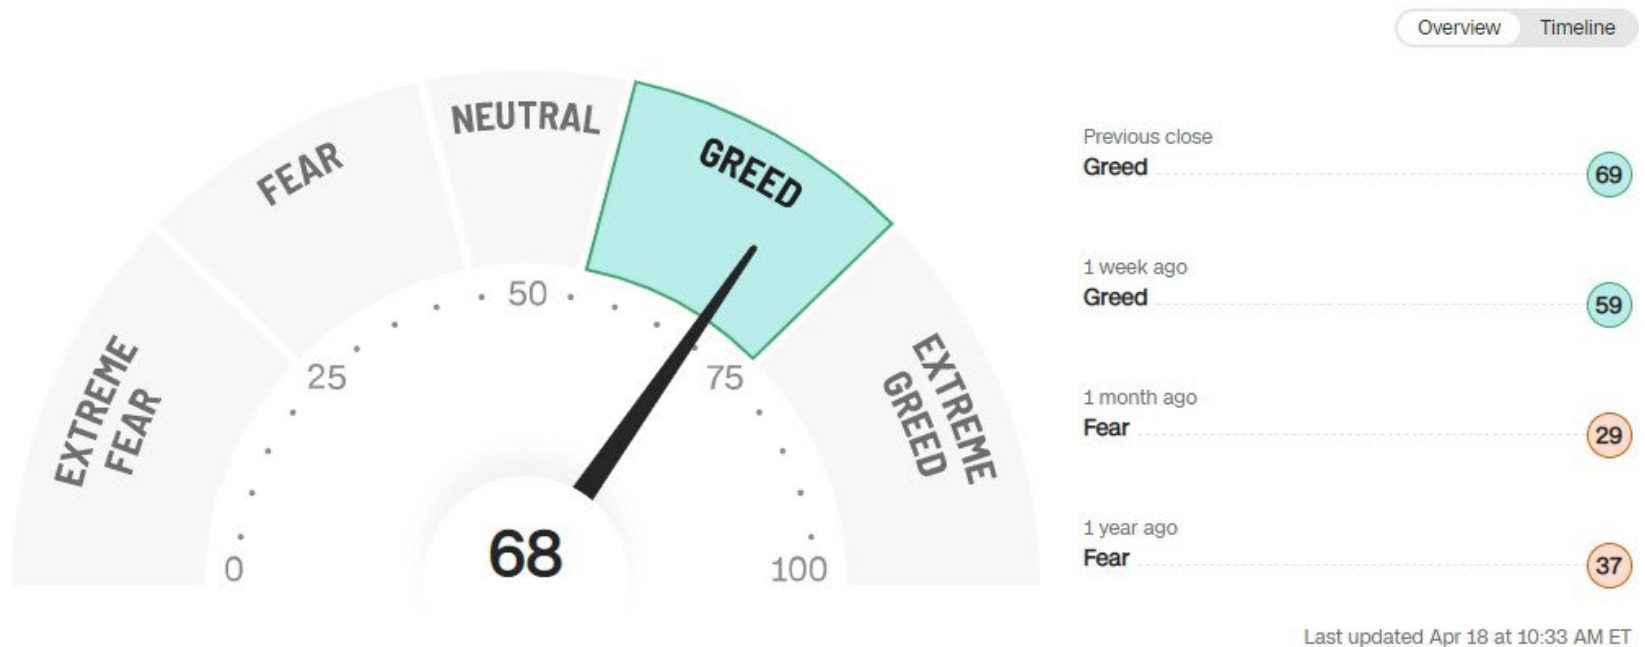 Overview
Timeline
EXTREME
FEAR
FEAR
NEUTRAL
GREED
EXTREME
GREED
0
25
50
75
100
68
Previous close
Greed
69
1 week ago
Greed
59
1 month ago
Fear
29
1 year ago
Fear
37
Last updated Apr 18 at 10:33 AM ET